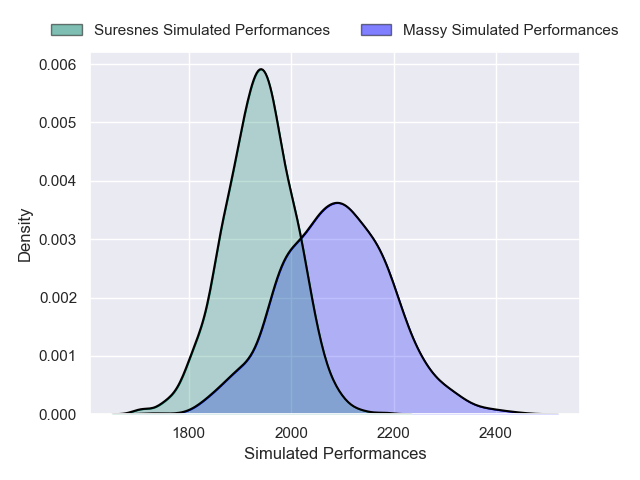 Suresnes Simulated Performances Massy Simulated Performances
0.006
0.005
0.004
0.003
0.002
0.001
0.000
Density
1800 2000 2200 2400
Simulated Performances